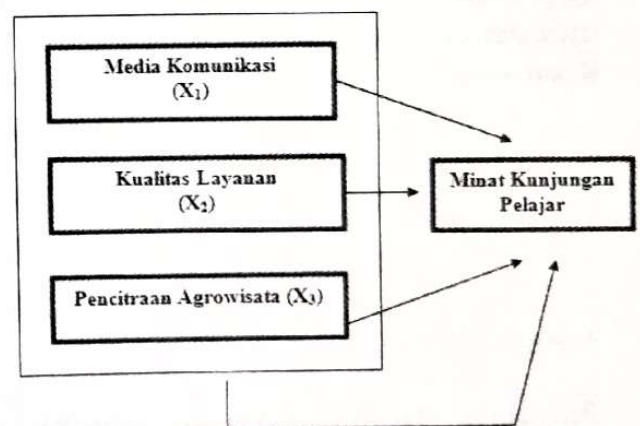 Media Komunikasi
(X₁)
Kualitas Layanan
(X₂)
Pencitraan Agrowisata (X₃)
Minat Kunjungan
Pelajar